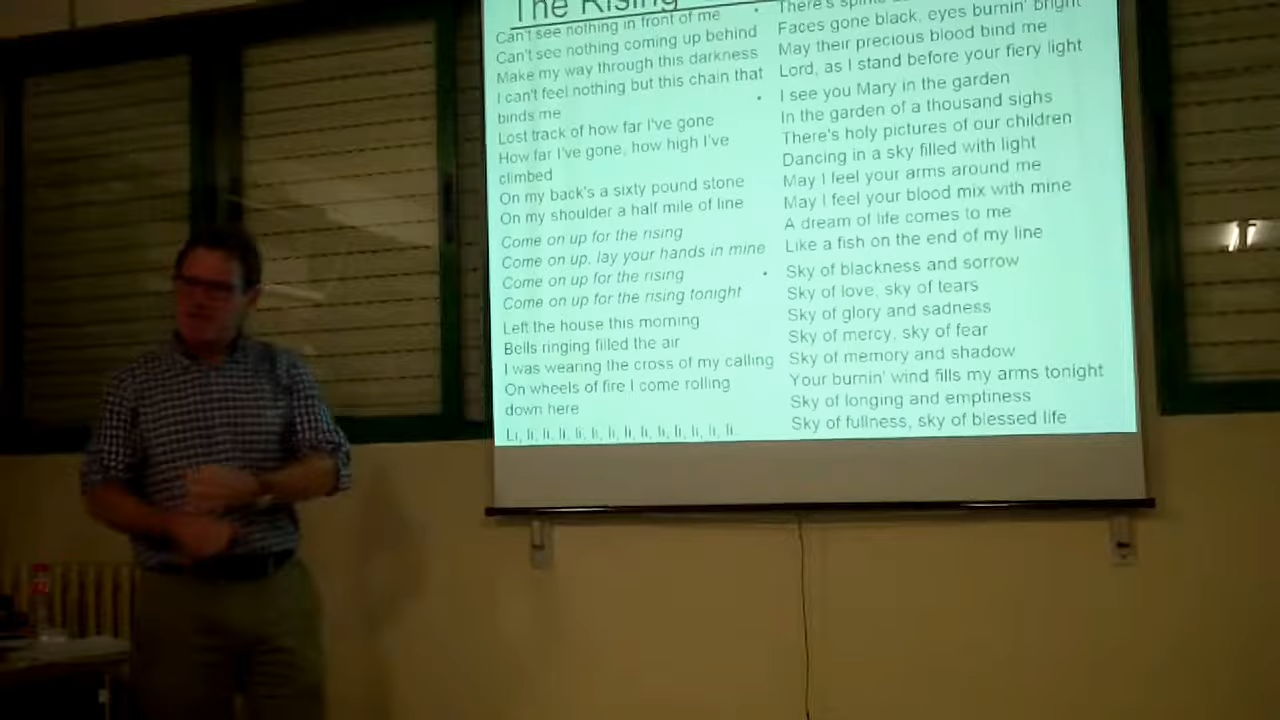 The Rising
Can't see nothing in front of me
Can't see nothing coming up behind
Make my way through this darkness
I can't feel nothing but this chain that
binds me
Lost track of how far I've gone
How far I've gone, how high I've
climbed
On my back's a sixty pound stone
On my shoulder a half mile of line
Come on up for the rising
Come on up, lay your hands in mine
Come on up for the rising
Come on up for the rising tonight
Left the house this morning
Bells ringing filled the air
I was wearing the cross of my calling
On wheels of fire I come rolling
down here
Li, li, li, li, li, li, li, li, li, li, li, li, li, li
There's
Faces gone black, eyes burnin' bright
May their precious blood bind me
Lord, as I stand before your fiery light
• I see you Mary in the garden
In the garden of a thousand sighs
There's holy pictures of our children
Dancing in a sky filled with light
May I feel your arms around me
May I feel your blood mix with mine
A dream of life comes to me
Like a fish on the end of my line
• Sky of blackness and sorrow
Sky of love, sky of tears
Sky of glory and sadness
Sky of mercy, sky of fear
Sky of memory and shadow
Your burnin' wind fills my arms tonight
Sky of longing and emptiness
Sky of fullness, sky of blessed life